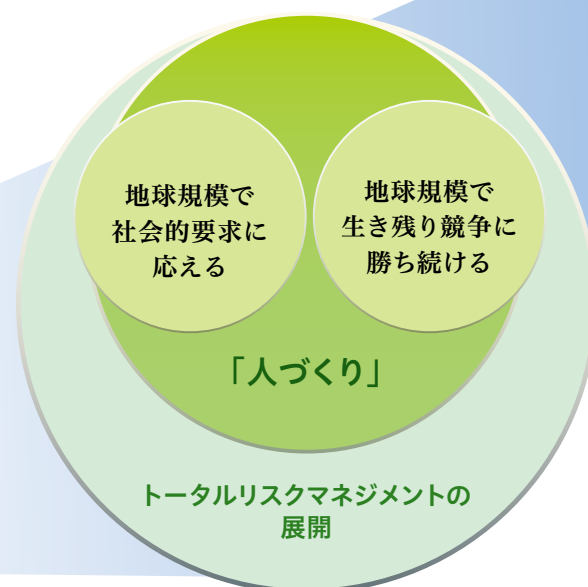 地球規模で
社会的要求に
応える
地球規模で
生き残り競争に
勝ち続ける
「人づくり」
トータルリスクマネジメントの
展開